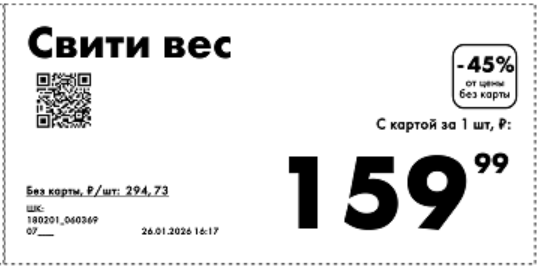 Свити вес
-45%
от цены
без карты
С картой за 1 шт, ₽:
159 99
Без карты, ₽/шт: 294,73
ШК:
180201_060369
07___
26.01.2026 16:17